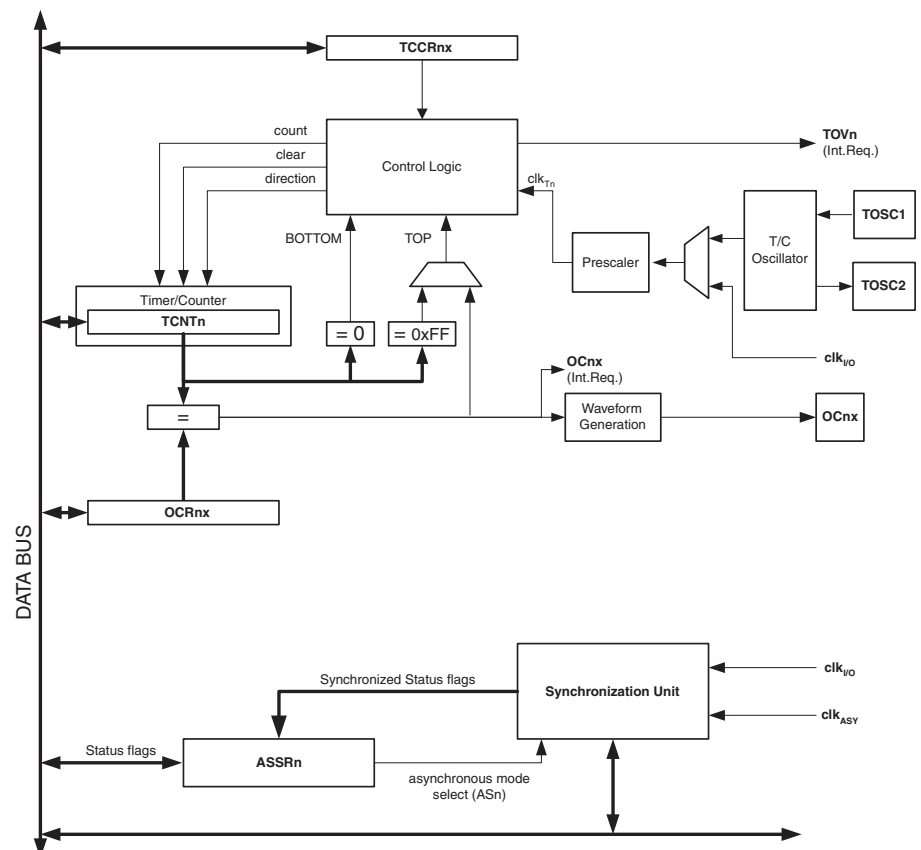 TCCRnx
count
clear
direction
Control Logic
TOVn
(Int.Req.)
clkTn
TOSC1
T/C
Oscillator
TOSC2
BOTTOM
TOP
Prescaler
clkI/O
Timer/Counter
TCNTn
= 0
= 0xFF
OCnx
(Int.Req.)
=
Waveform
Generation
OCnx
OCRnx
DATA BUS
Synchronized Status flags
Synchronization Unit
clkI/O
clkASY
Status flags
ASSRn
asynchronous mode
select (ASn)